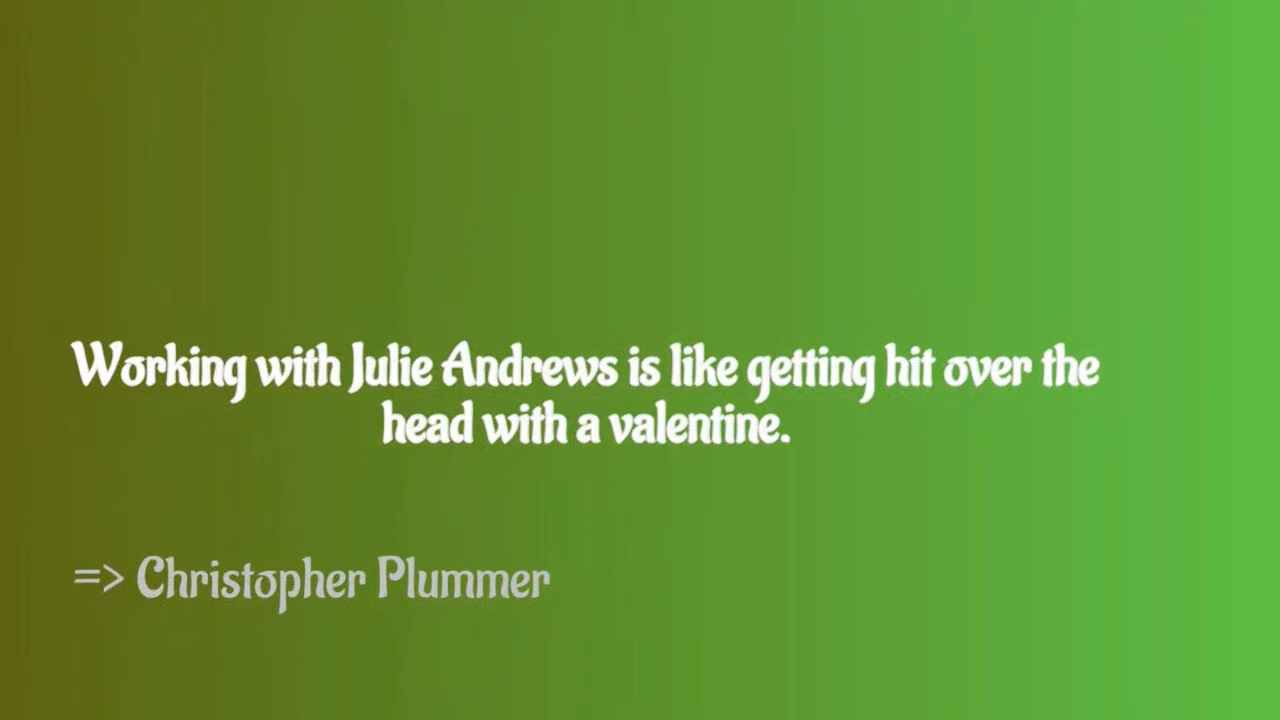 Working with Julie Andrews is like getting hit over the
head with a valentine.
=> Christopher Plummer